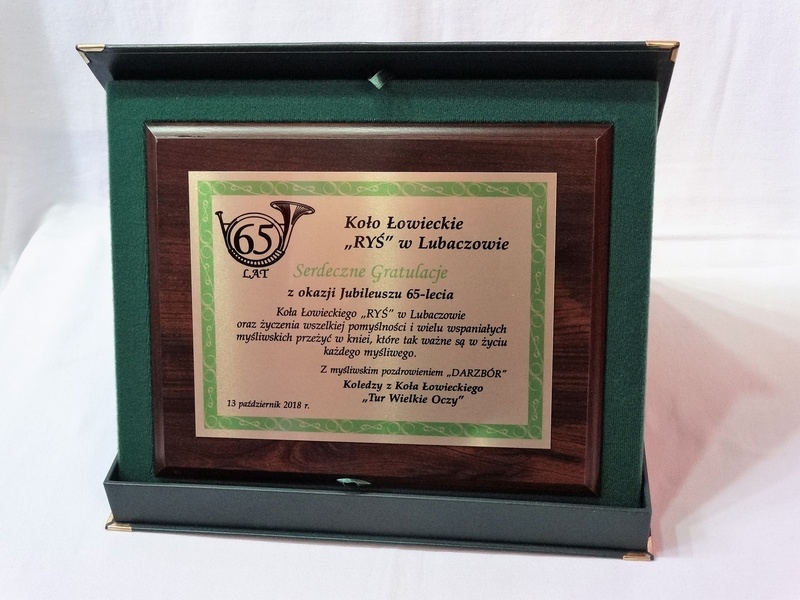 65
LAT
Koło Łowieckie
„RYŚ” w Lubaczowie
Serdeczne Gratulacje
z okazji Jubileuszu 65-lecia
Koła Łowieckiego „RYŚ” w Lubaczowie
oraz życzenia wszelkiej pomyślności i wielu wspaniałych
myśliwskich przeżyć w kniei, które tak ważne są w życiu
każdego myśliwego.
Z myśliwskim pozdrowieniem „DARZBÓR”
Koledzy z Koła Łowieckiego
„Tur Wielkie Oczy”
13 październik 2018 r.